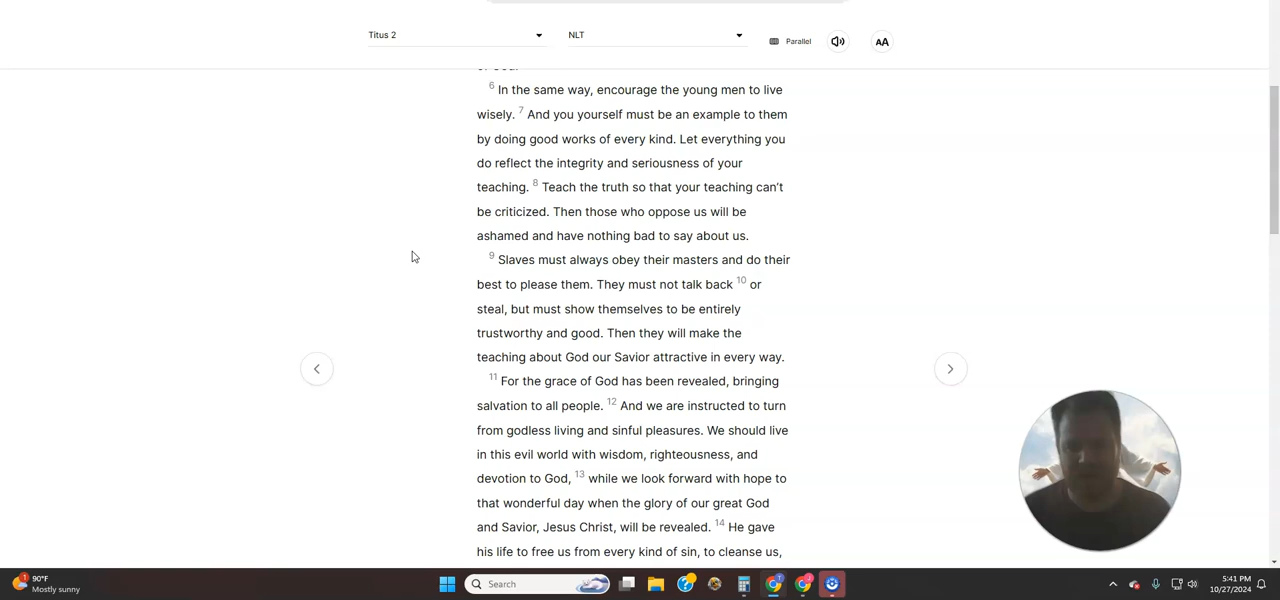 Titus 2
NLT
Parallel
AA
6 In the same way, encourage the young men to live
wisely. 7 And you yourself must be an example to them
by doing good works of every kind. Let everything you
do reflect the integrity and seriousness of your
teaching. 8 Teach the truth so that your teaching can’t
be criticized. Then those who oppose us will be
ashamed and have nothing bad to say about us.
9 Slaves must always obey their masters and do their
best to please them. They must not talk back 10 or
steal, but must show themselves to be entirely
trustworthy and good. Then they will make the
teaching about God our Savior attractive in every way.
11 For the grace of God has been revealed, bringing
salvation to all people. 12 And we are instructed to turn
from godless living and sinful pleasures. We should live
in this evil world with wisdom, righteousness, and
devotion to God, 13 while we look forward with hope to
that wonderful day when the glory of our great God
and Savior, Jesus Christ, will be revealed. 14 He gave
his life to free us from every kind of sin, to cleanse us,
1
90°F
Mostly sunny
Search
5:41 PM
10/27/2024